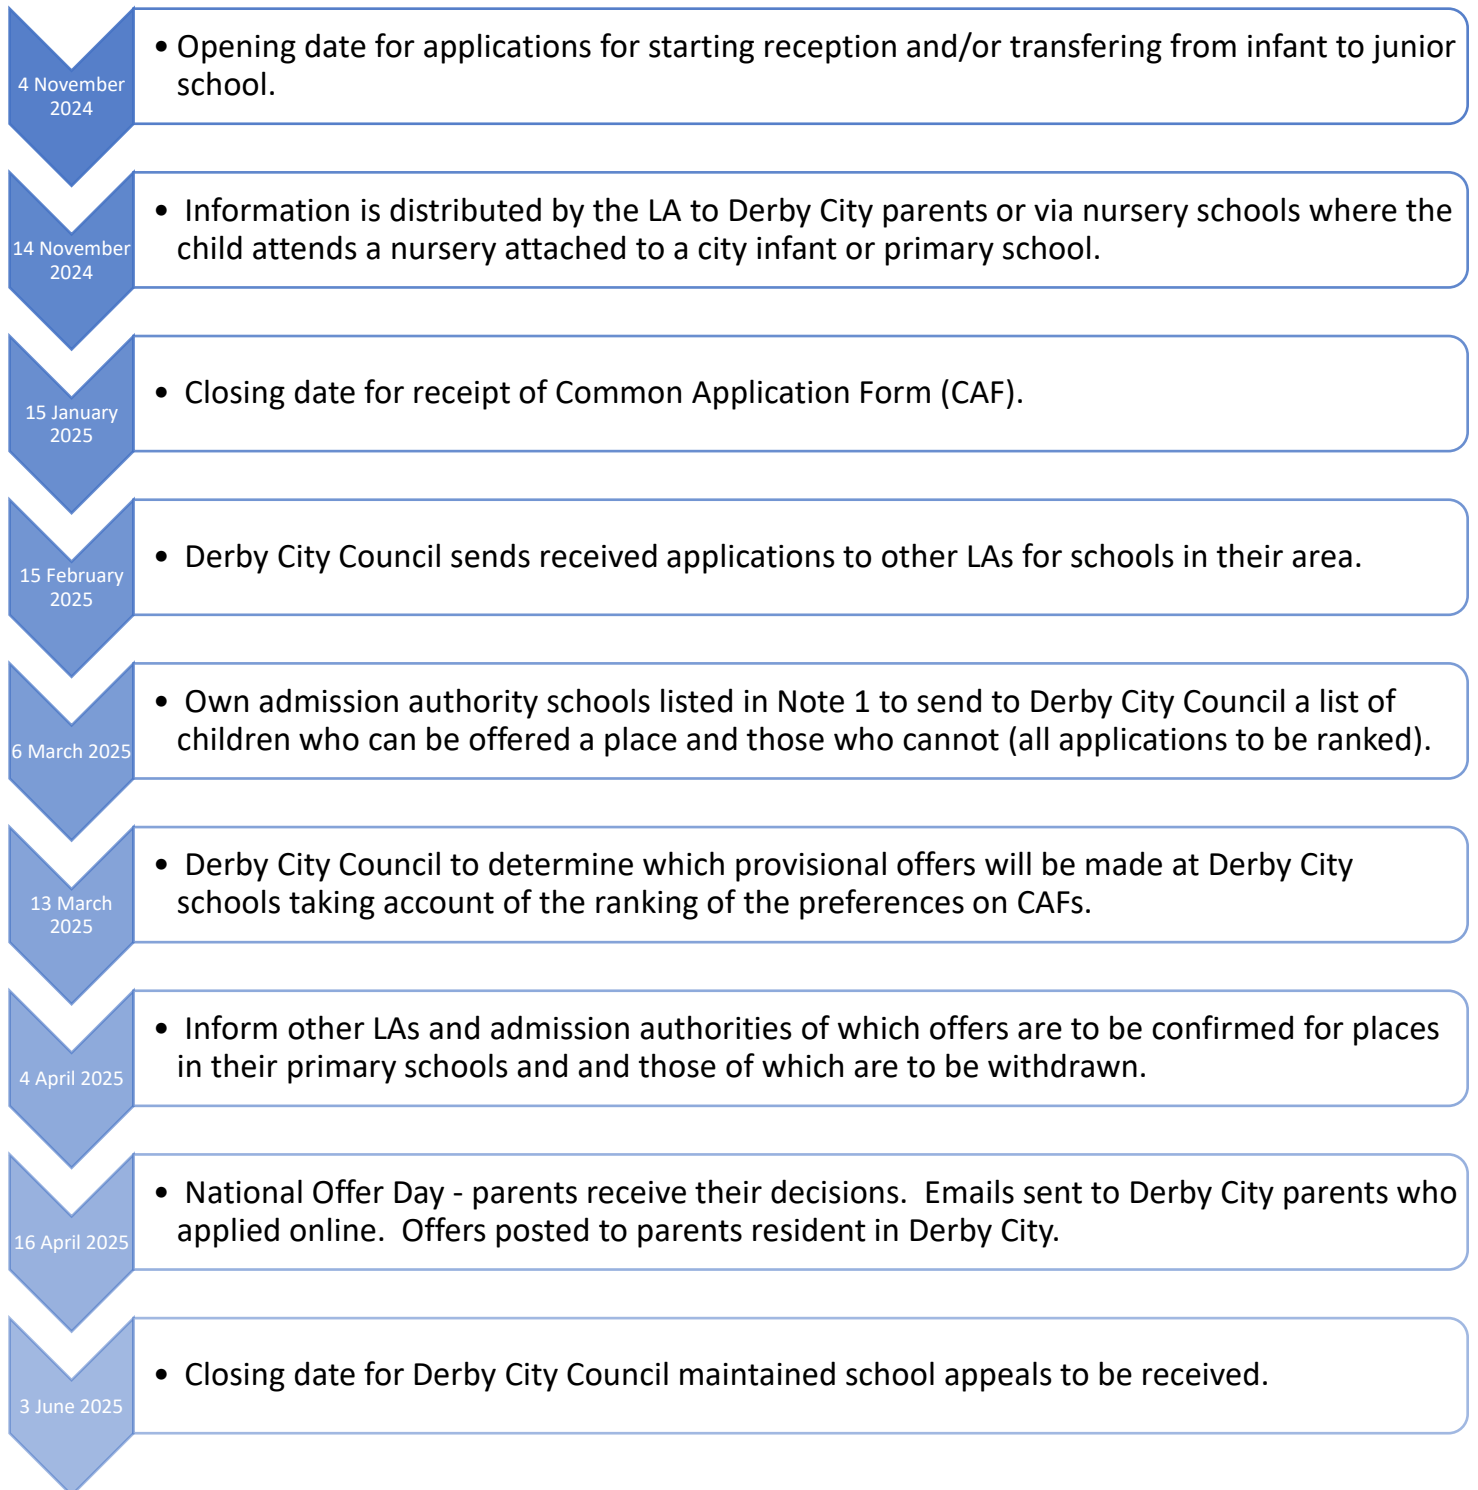 4 November
2024
• Opening date for applications for starting reception and/or transfering from infant to junior
school.
14 November
2024
• Information is distributed by the LA to Derby City parents or via nursery schools where the
child attends a nursery attached to a city infant or primary school.
15 January
2025
• Closing date for receipt of Common Application Form (CAF).
15 February
2025
• Derby City Council sends received applications to other LAs for schools in their area.
6 March 2025
• Own admission authority schools listed in Note 1 to send to Derby City Council a list of
children who can be offered a place and those who cannot (all applications to be ranked).
13 March
2025
• Derby City Council to determine which provisional offers will be made at Derby City
schools taking account of the ranking of the preferences on CAFs.
4 April 2025
• Inform other LAs and admission authorities of which offers are to be confirmed for places
in their primary schools and and those of which are to be withdrawn.
16 April 2025
• National Offer Day - parents receive their decisions.  Emails sent to Derby City parents who
applied online.  Offers posted to parents resident in Derby City.
3 June 2025
• Closing date for Derby City Council maintained school appeals to be received.